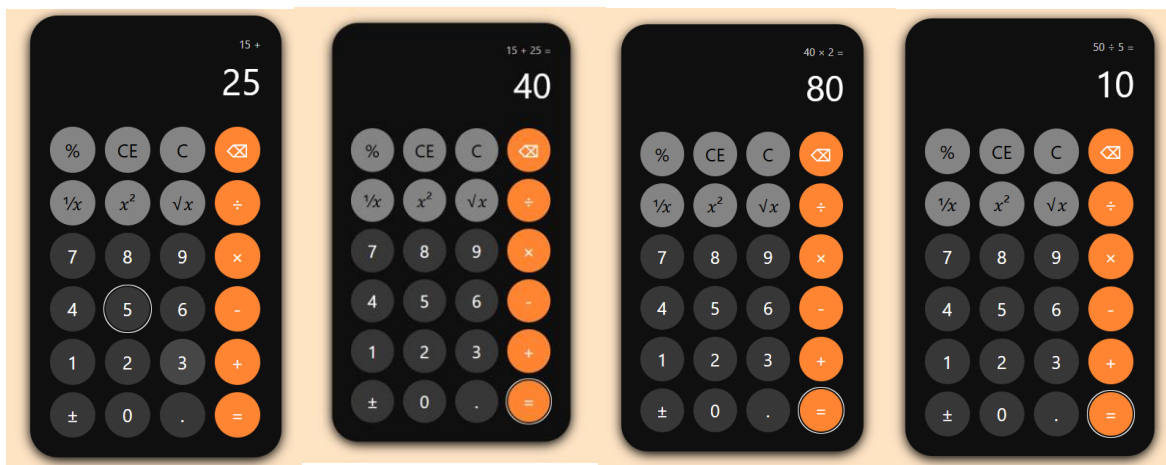 15 +
25
% CE C ⌫
⅟x x² √x ÷
7 8 9 ×
4 5 6 -
1 2 3 +
± 0 . =
15 + 25 =
40
% CE C ⌫
⅟x x² √x ÷
7 8 9 ×
4 5 6 -
1 2 3 +
± 0 . =
40 × 2 =
80
% CE C ⌫
⅟x x² √x ÷
7 8 9 ×
4 5 6 -
1 2 3 +
± 0 . =
50 ÷ 5 =
10
% CE C ⌫
⅟x x² √x ÷
7 8 9 ×
4 5 6 -
1 2 3 +
± 0 . =